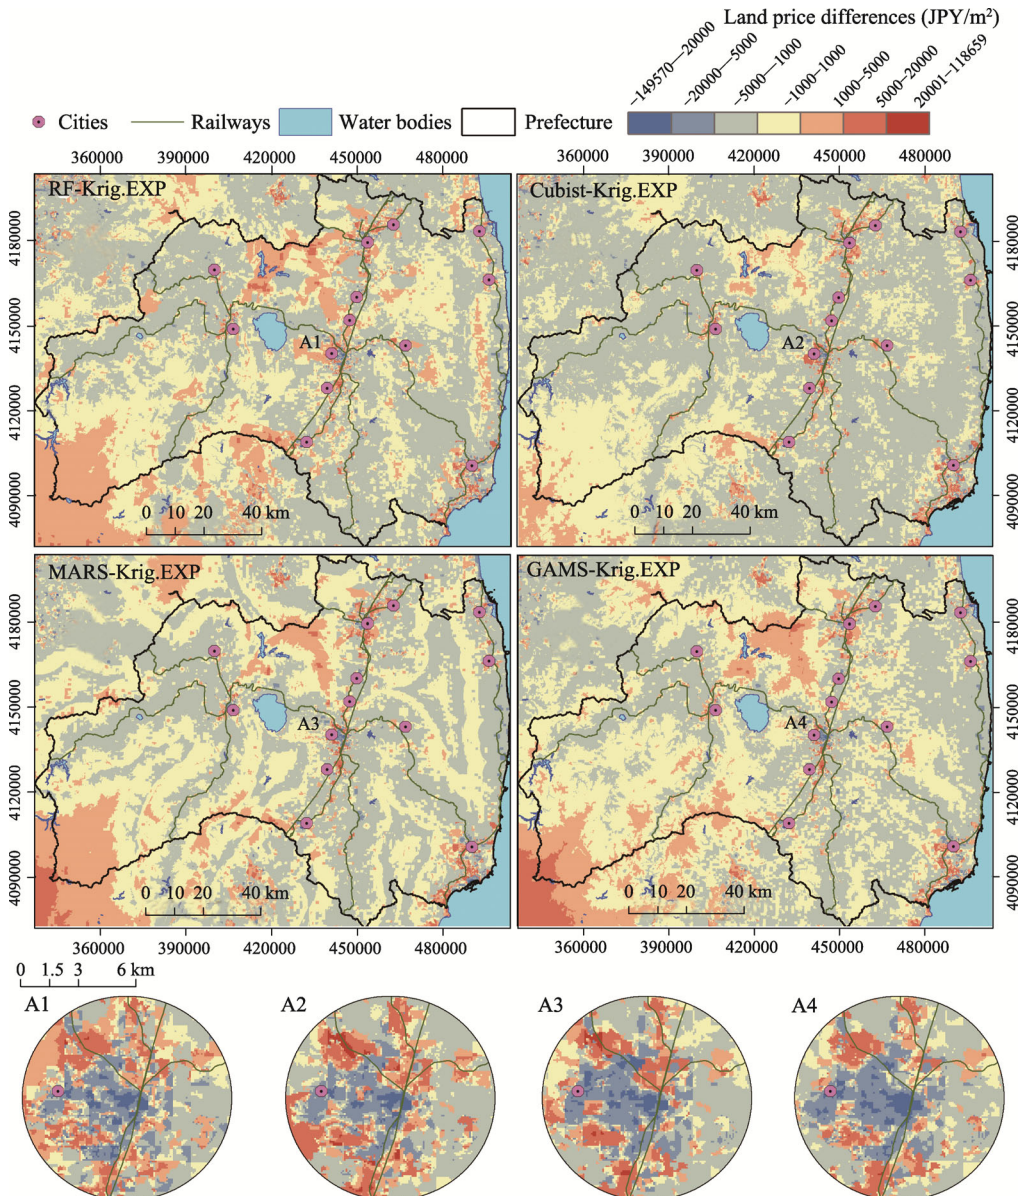 Land price differences (JPY/m²)
−149570—20000
−20000—5000
−5000—1000
−1000–1000
1000–5000
5000–20000
20001–118659
Cities Railways Water bodies Prefecture
360000 390000 420000 450000 480000 360000 390000 420000 450000 480000
RF-Krig.EXP Cubist-Krig.EXP
4180000 4180000
4150000 4150000
A1 A2
4120000 4120000
4090000 4090000
0 10 20 40 km 0 10 20 40 km
MARS-Krig.EXP GAMS-Krig.EXP
4180000 4180000
4150000 4150000
A3 A4
4120000 4120000
4090000 4090000
0 10 20 40 km 0 10 20 40 km
360000 390000 420000 450000 480000 360000 390000 420000 450000 480000
0 1.5 3 6 km
A1 A2 A3 A4